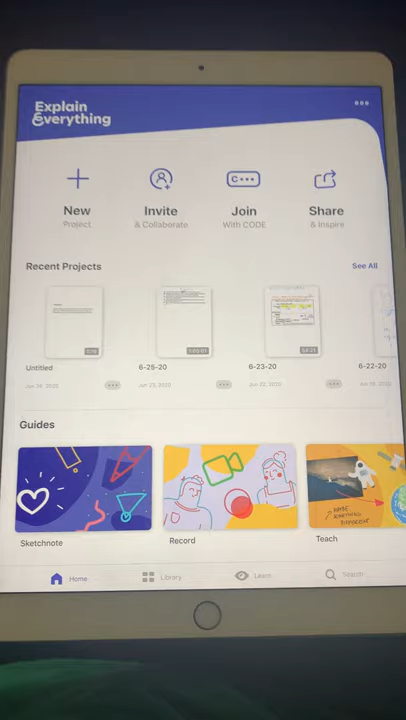 Explain
Everything
New
Project
Invite
& Collaborate
C
Join
With CODE
Share
& Inspire
Recent Projects
See All
Untitled
6-25-20
6-23-20
6-22-20
Guides
Sketchnote
Record
Teach
Home
Library
Learn
Search